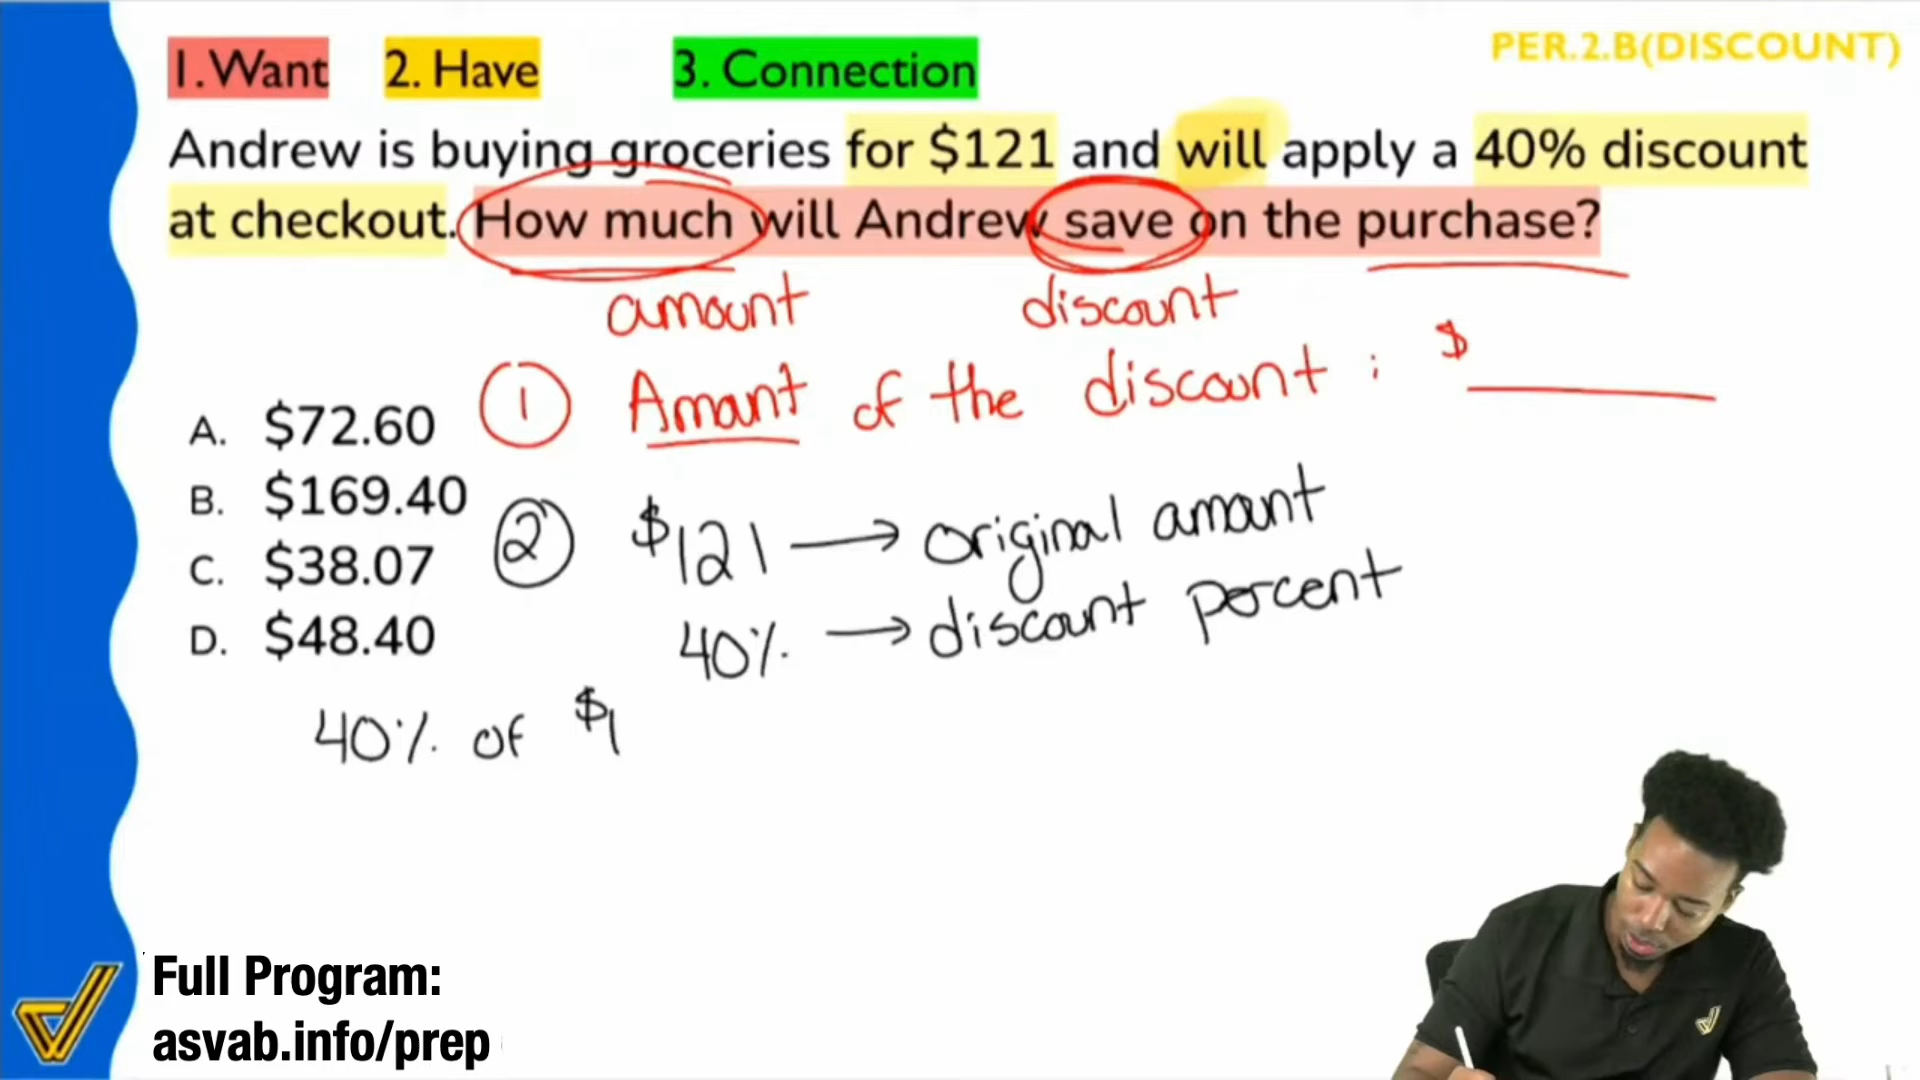 1. Want 2. Have 3. Connection PER.2.B(DISCOUNT)
Andrew is buying groceries for $121 and will apply a 40% discount
at checkout. How much will Andrew save on the purchase?
amount discount
1 Amount of the discount : $
A. $72.60
B. $169.40
C. $38.07
D. $48.40
2 $121 → original amount
40% → discount percent
40% of $1
Full Program:
asvab.info/prep